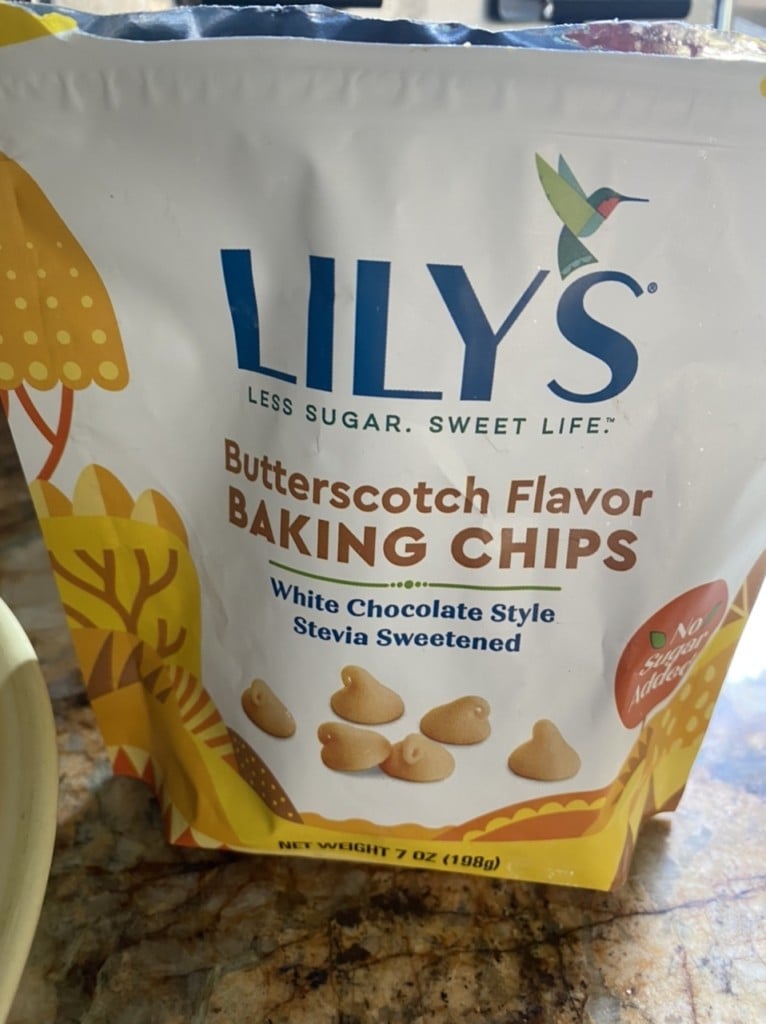 LILY'S®
LESS SUGAR. SWEET LIFE.™
Butterscotch Flavor
BAKING CHIPS
White Chocolate Style
Stevia Sweetened
No
Sugar
Added
NET WEIGHT 7 OZ (198g)